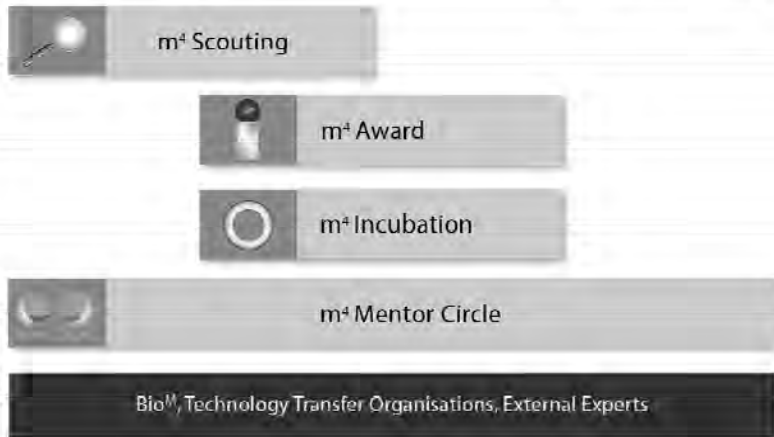 m⁴ Scouting
m⁴ Award
m⁴ Incubation
m⁴ Mentor Circle
Bioᴹ, Technology Transfer Organisations, External Experts